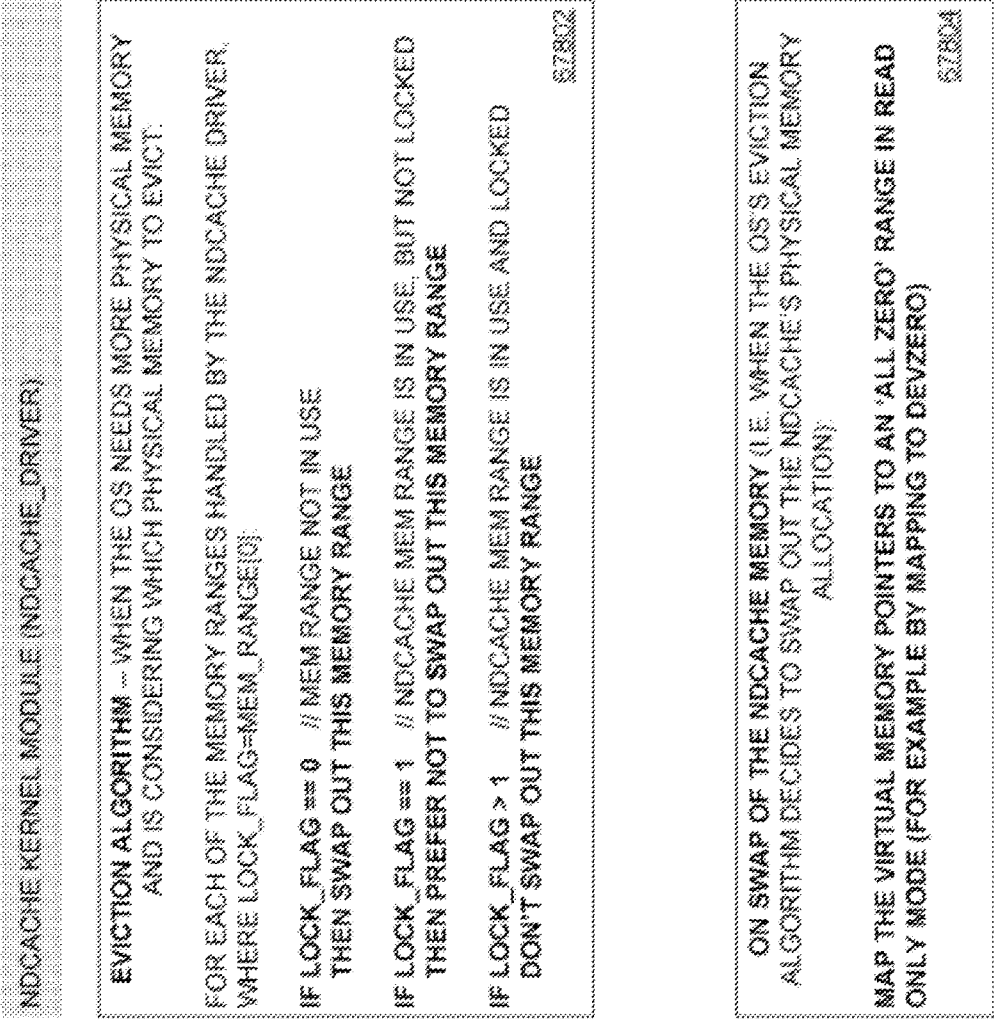 NDCACHE KERNEL MODULE (NDCACHE_DRIVER)
EVICTION ALGORITHM – WHEN THE OS NEEDS MORE PHYSICAL MEMORY
AND IS CONSIDERING WHICH PHYSICAL MEMORY TO EVICT:
FOR EACH OF THE MEMORY RANGES HANDLED BY THE NDCACHE DRIVER,
WHERE LOCK_FLAG=MEM_RANGE[0]:
IF LOCK_FLAG == 0 // MEM RANGE NOT IN USE
THEN SWAP OUT THIS MEMORY RANGE
IF LOCK_FLAG == 1 // NDCACHE MEM RANGE IS IN USE, BUT NOT LOCKED
THEN PREFER NOT TO SWAP OUT THIS MEMORY RANGE
IF LOCK_FLAG > 1 // NDCACHE MEM RANGE IS IN USE AND LOCKED
DON'T SWAP OUT THIS MEMORY RANGE
57802
ON SWAP OF THE NDCACHE MEMORY (I.E. WHEN THE OS'S EVICTION
ALGORITHM DECIDES TO SWAP OUT THE NDCACHE'S PHYSICAL MEMORY
ALLOCATION):
MAP THE VIRTUAL MEMORY POINTERS TO AN 'ALL ZERO' RANGE IN READ
ONLY MODE (FOR EXAMPLE BY MAPPING TO DEVZERO)
57804